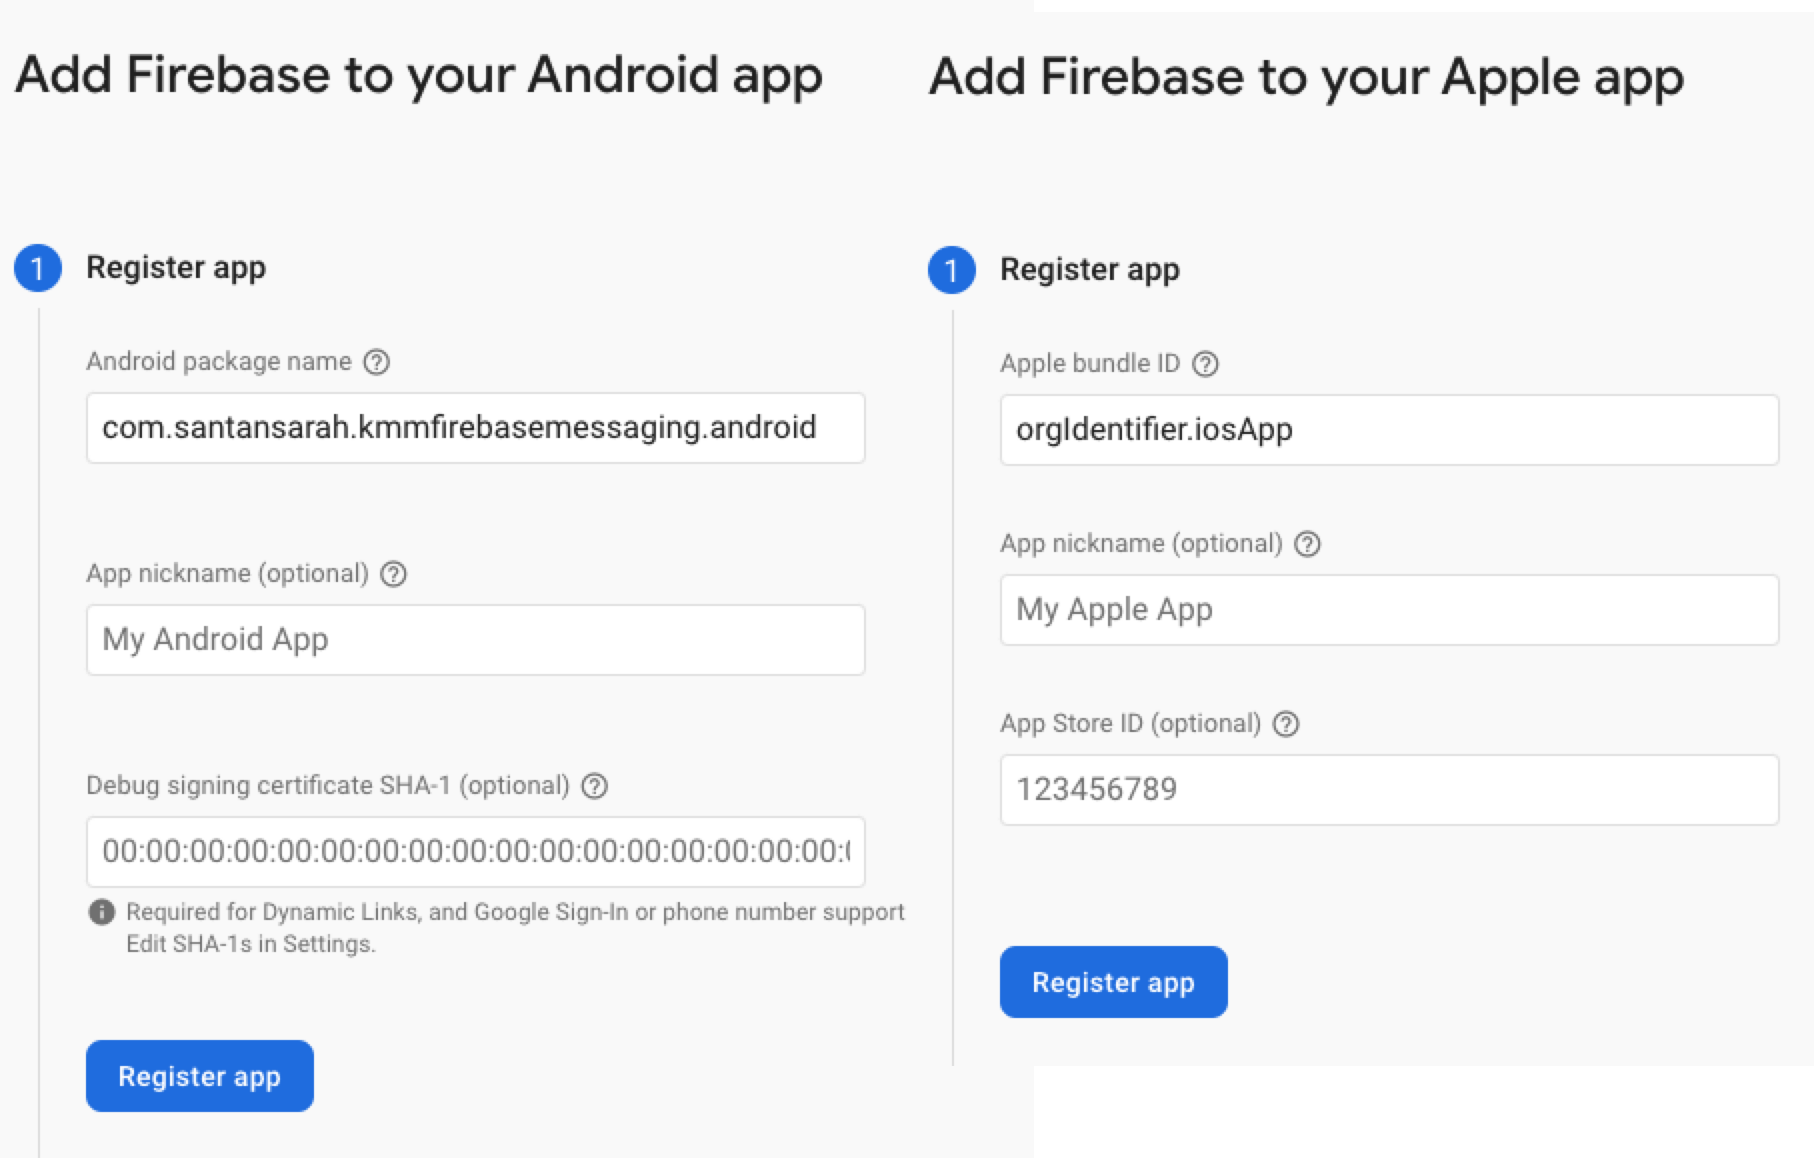 Add Firebase to your Android app
1 Register app
Android package name ?
com.santansarah.kmmfirebasemessaging.android
App nickname (optional) ?
My Android App
Debug signing certificate SHA-1 (optional) ?
00:00:00:00:00:00:00:00:00:00:00:00:00:00:00:00:00:
Required for Dynamic Links, and Google Sign-In or phone number support
Edit SHA-1s in Settings.
Register app
Add Firebase to your Apple app
1 Register app
Apple bundle ID ?
orgIdentifier.iosApp
App nickname (optional) ?
My Apple App
App Store ID (optional) ?
123456789
Register app